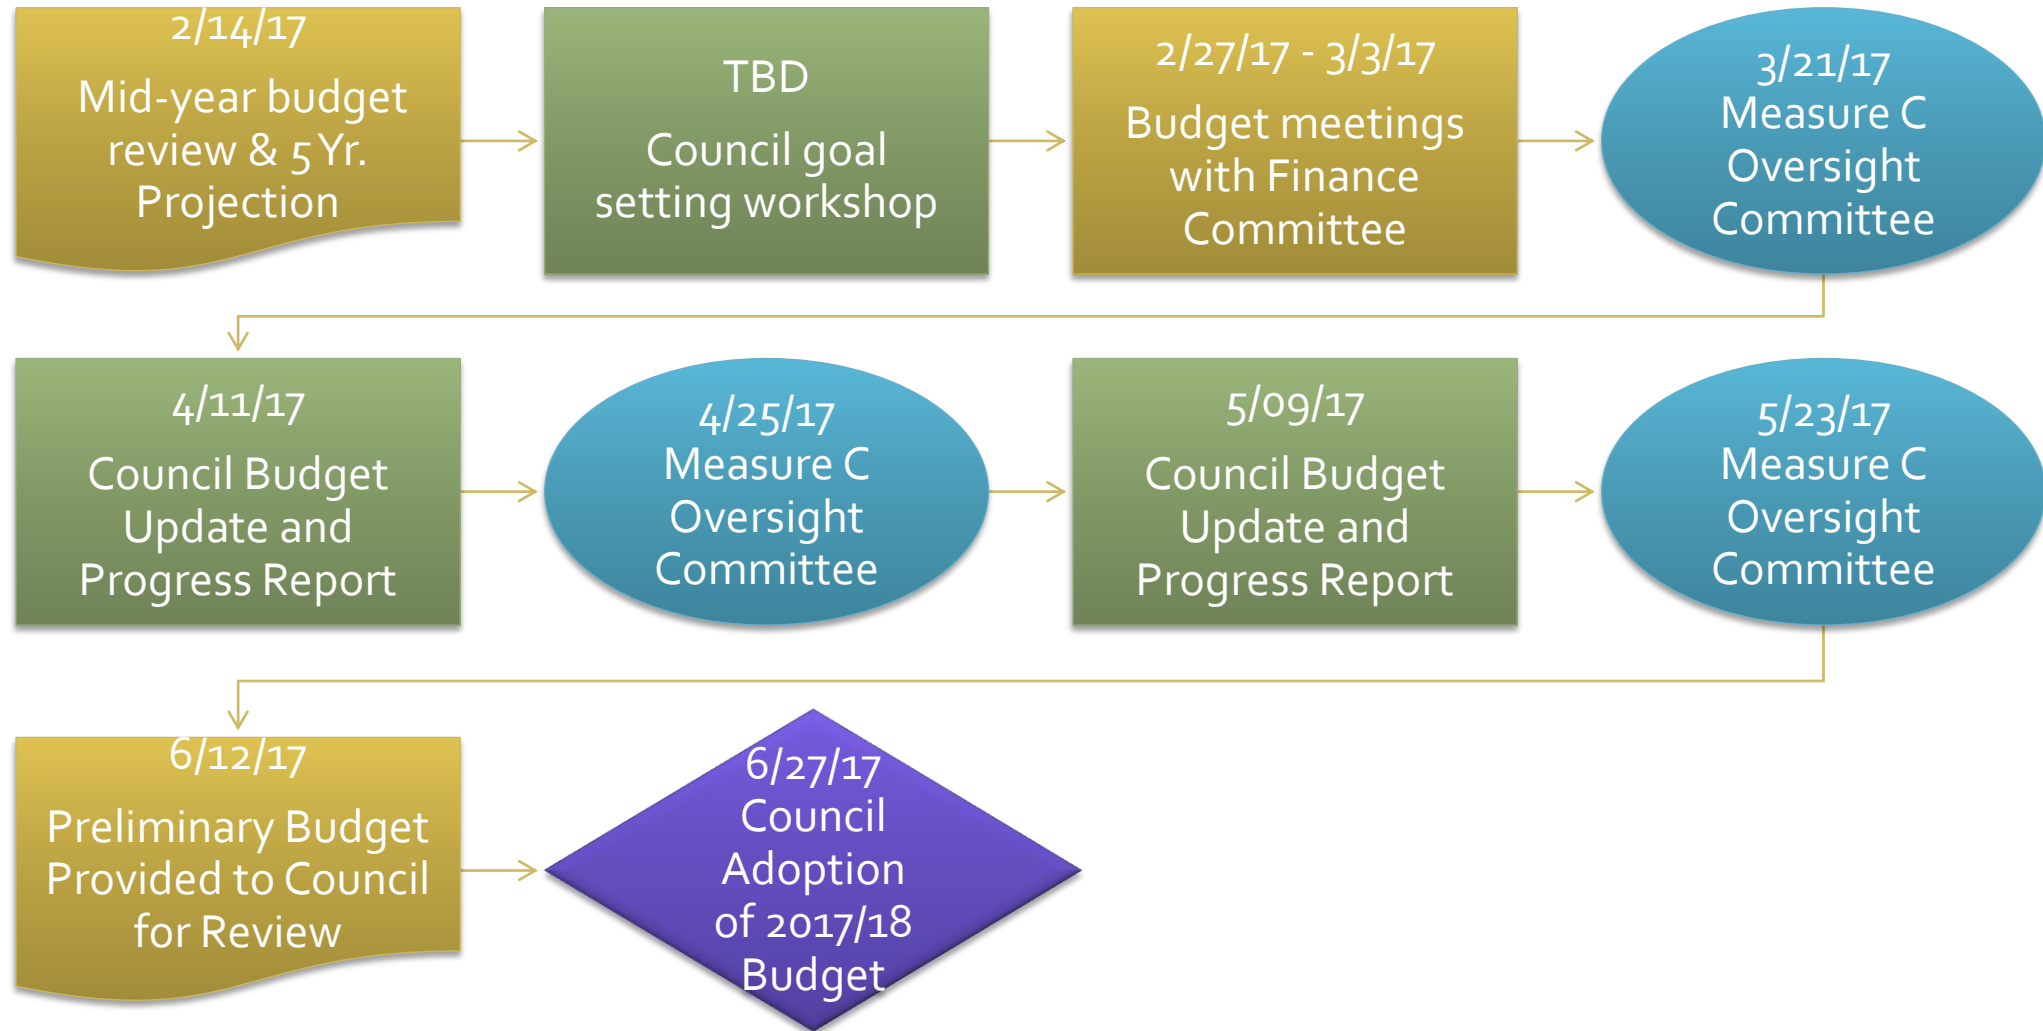 2/14/17
Mid-year budget
review & 5 Yr.
Projection
TBD
Council goal
setting workshop
2/27/17 - 3/3/17
Budget meetings
with Finance
Committee
3/21/17
Measure C
Oversight
Committee
4/11/17
Council Budget
Update and
Progress Report
4/25/17
Measure C
Oversight
Committee
5/09/17
Council Budget
Update and
Progress Report
5/23/17
Measure C
Oversight
Committee
6/12/17
Preliminary Budget
Provided to Council
for Review
6/27/17
Council
Adoption
of 2017/18
Budget